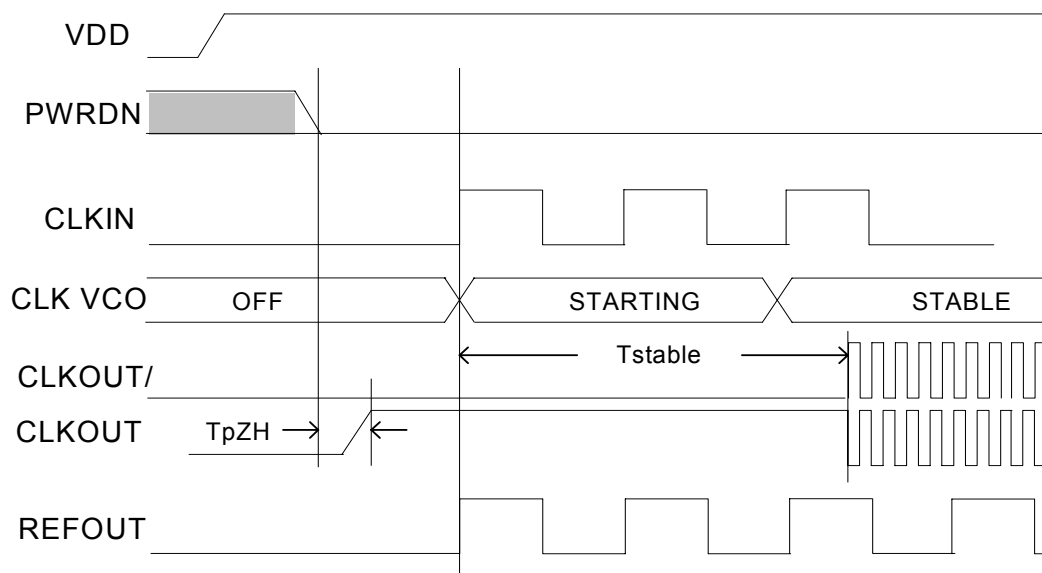 VDD
PWRDN
CLKIN
CLK VCO OFF STARTING STABLE
Tstable
CLKOUT/
CLKOUT TpZH
REFOUT